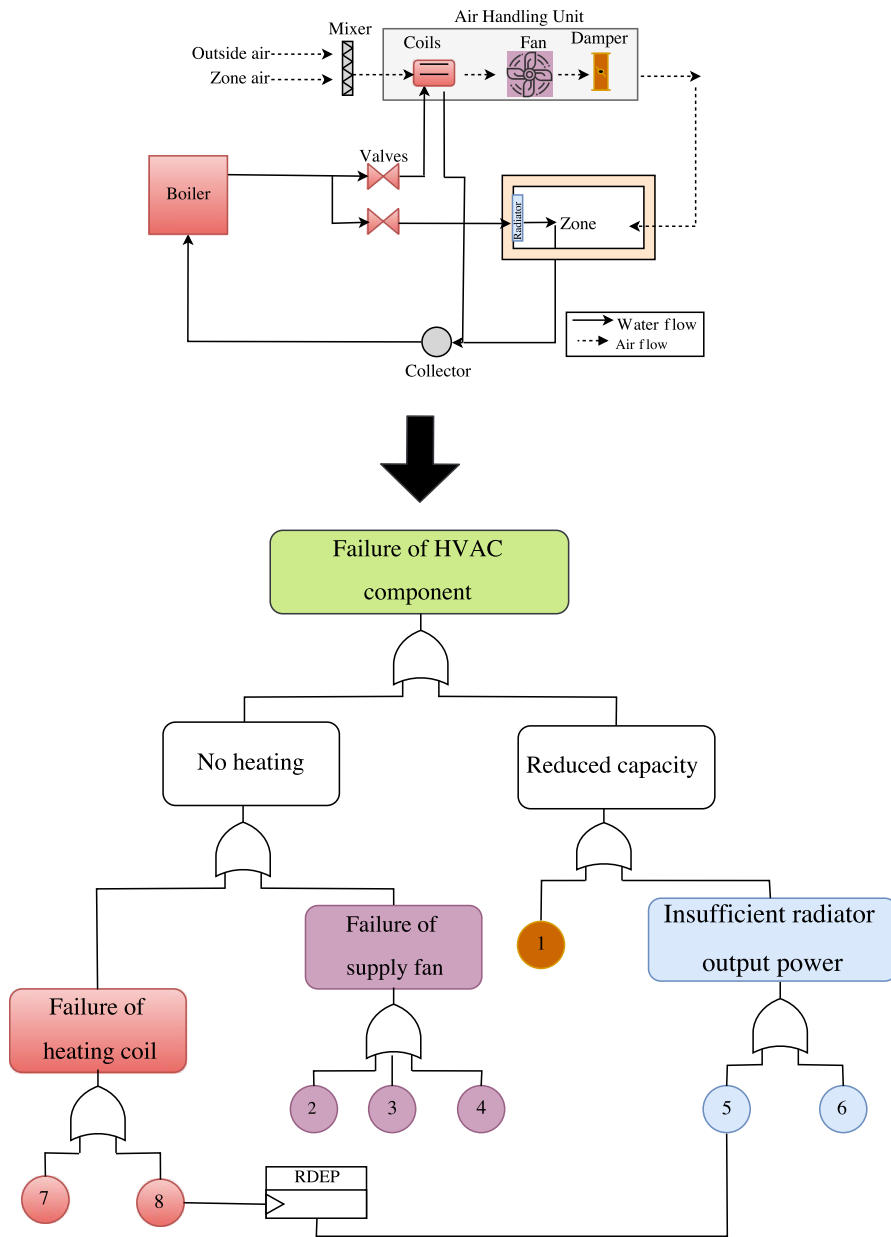 Air Handling Unit
Mixer
Coils
Fan
Damper
Outside air
Zone air
Valves
Boiler
Radiator
Zone
Water flow
Air flow
Collector
Failure of HVAC
component
No heating
Reduced capacity
Failure of
supply fan
1
Insufficient radiator
output power
Failure of
heating coil
2
3
4
5
6
7
8
RDEP